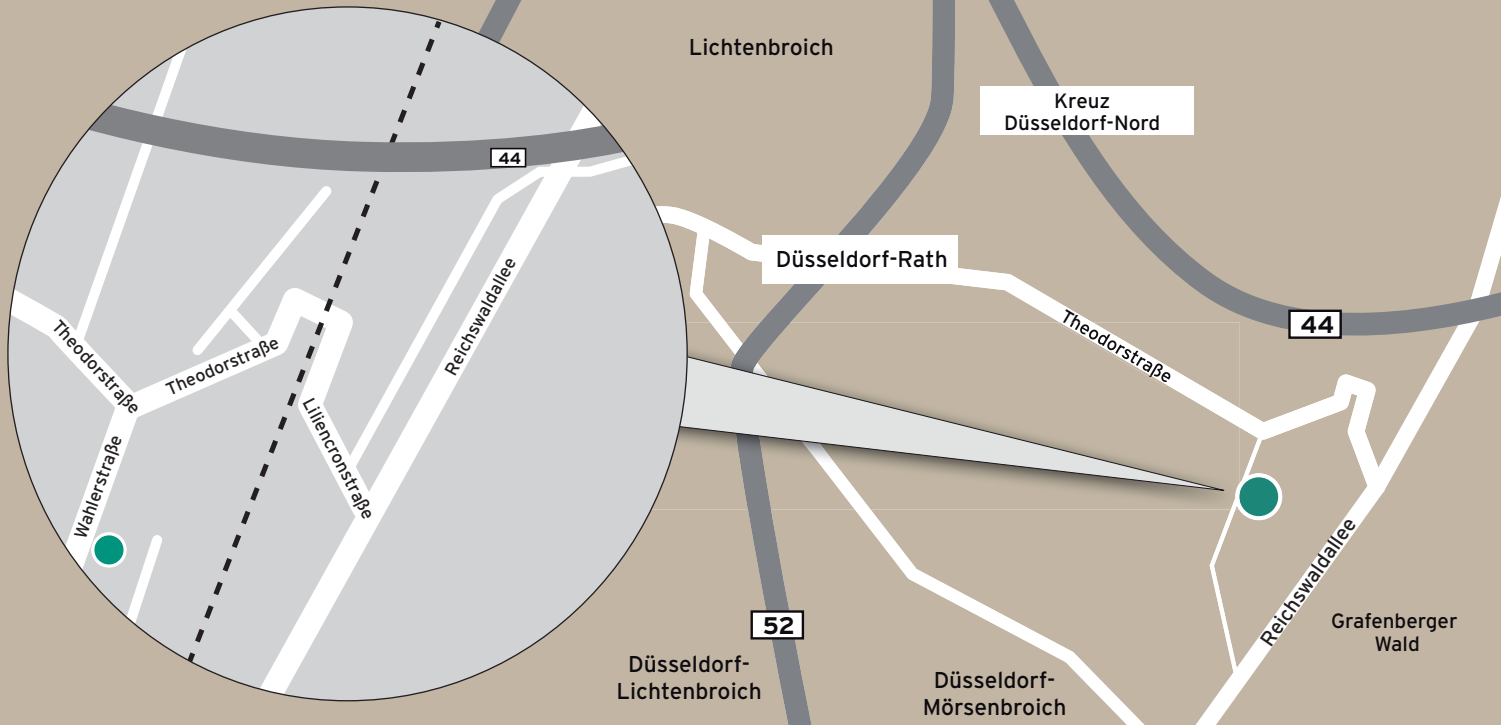 Lichtenbroich
Kreuz
Düsseldorf-Nord
44
Düsseldorf-Rath
Reichswaldallee
Theodorstraße
44
Theodorstraße
Theodorstraße
Liliencronstraße
Wahlerstraße
Reichswaldallee
52
Grafenberger
Wald
Düsseldorf-
Lichtenbroich
Düsseldorf-
Mörsenbroich